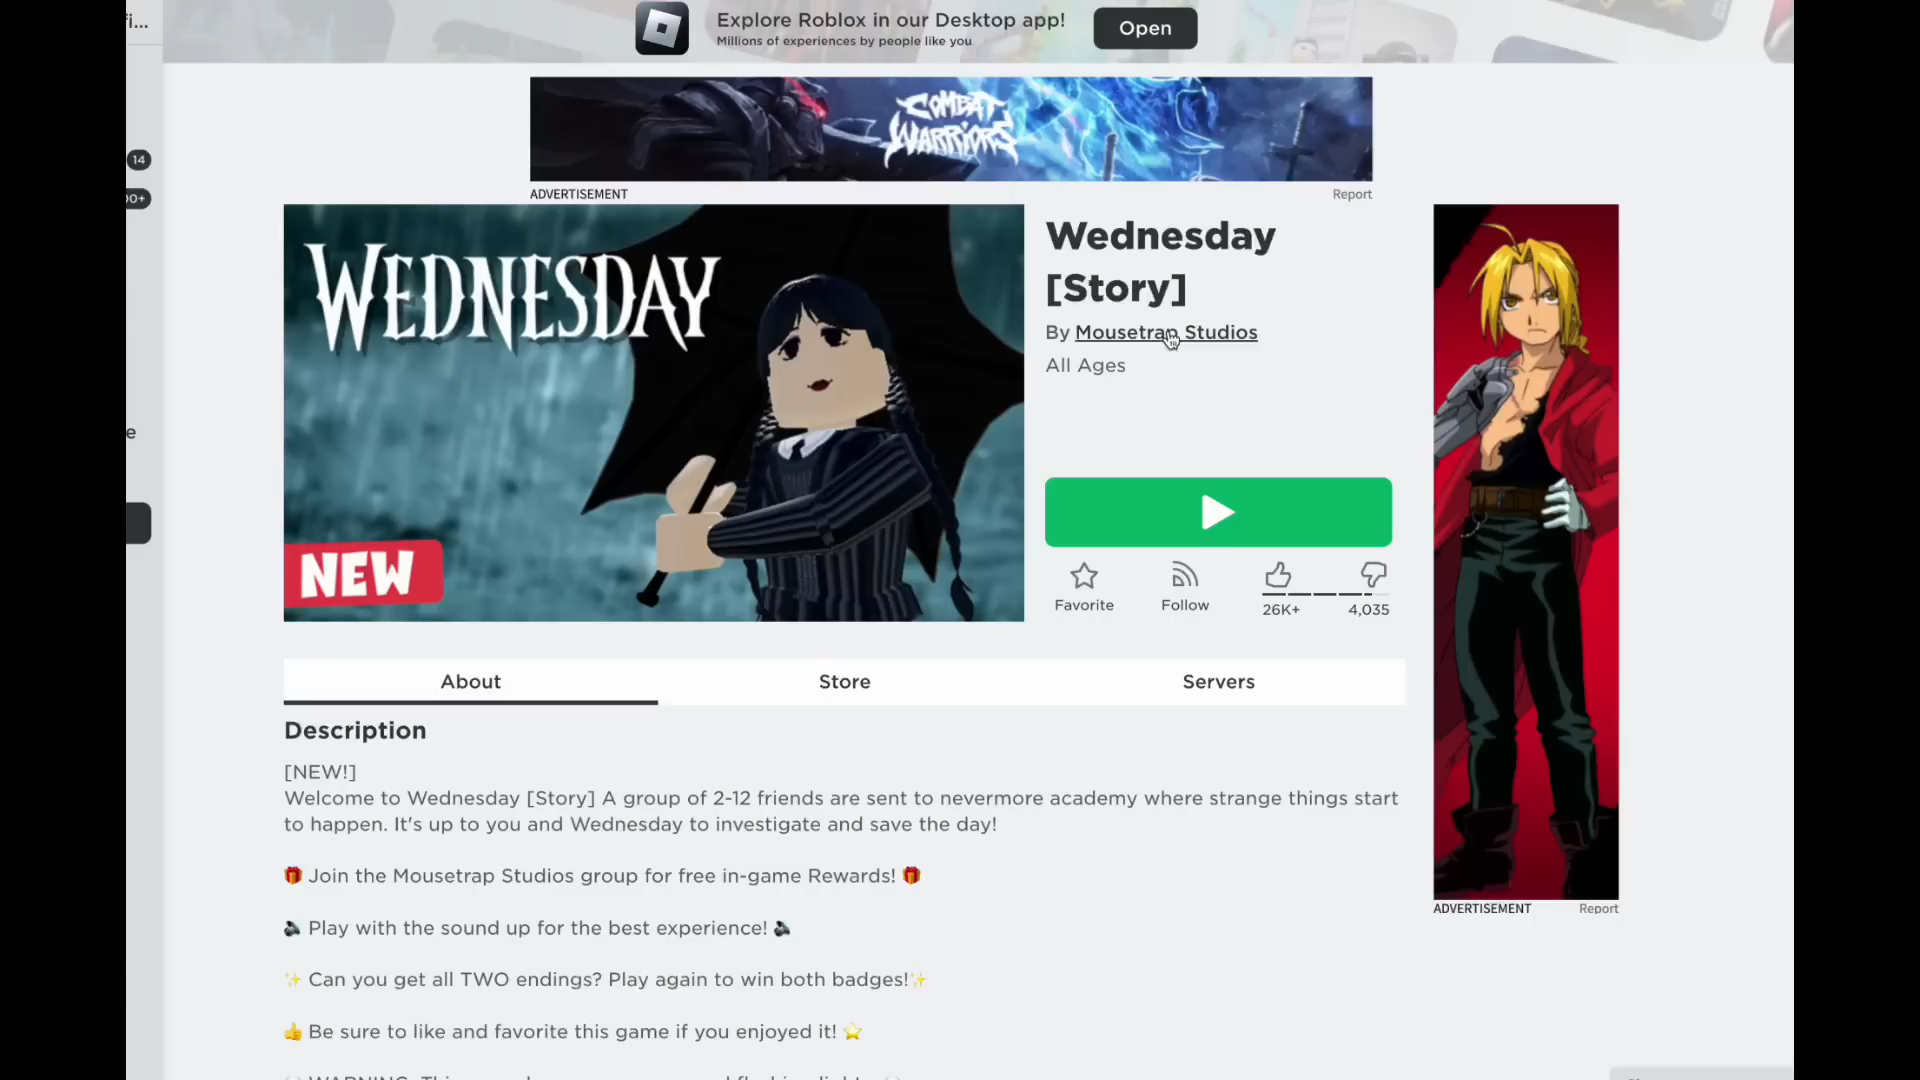 fi...
Explore Roblox in our Desktop app!
Millions of experiences by people like you
Open
14
00+
COMBAT
WARRIORS
ADVERTISEMENT
Report
WEDNESDAY
NEW
Wednesday
[Story]
By Mousetrap Studios
All Ages
e
Favorite
Follow
26K+
4,035
About
Store
Servers
Description
[NEW!]
Welcome to Wednesday [Story] A group of 2-12 friends are sent to nevermore academy where strange things start
to happen. It's up to you and Wednesday to investigate and save the day!
🎁 Join the Mousetrap Studios group for free in-game Rewards! 🎁
🔊 Play with the sound up for the best experience! 🔊
✨ Can you get all TWO endings? Play again to win both badges!✨
👍 Be sure to like and favorite this game if you enjoyed it! ⭐
ADVERTISEMENT
Report